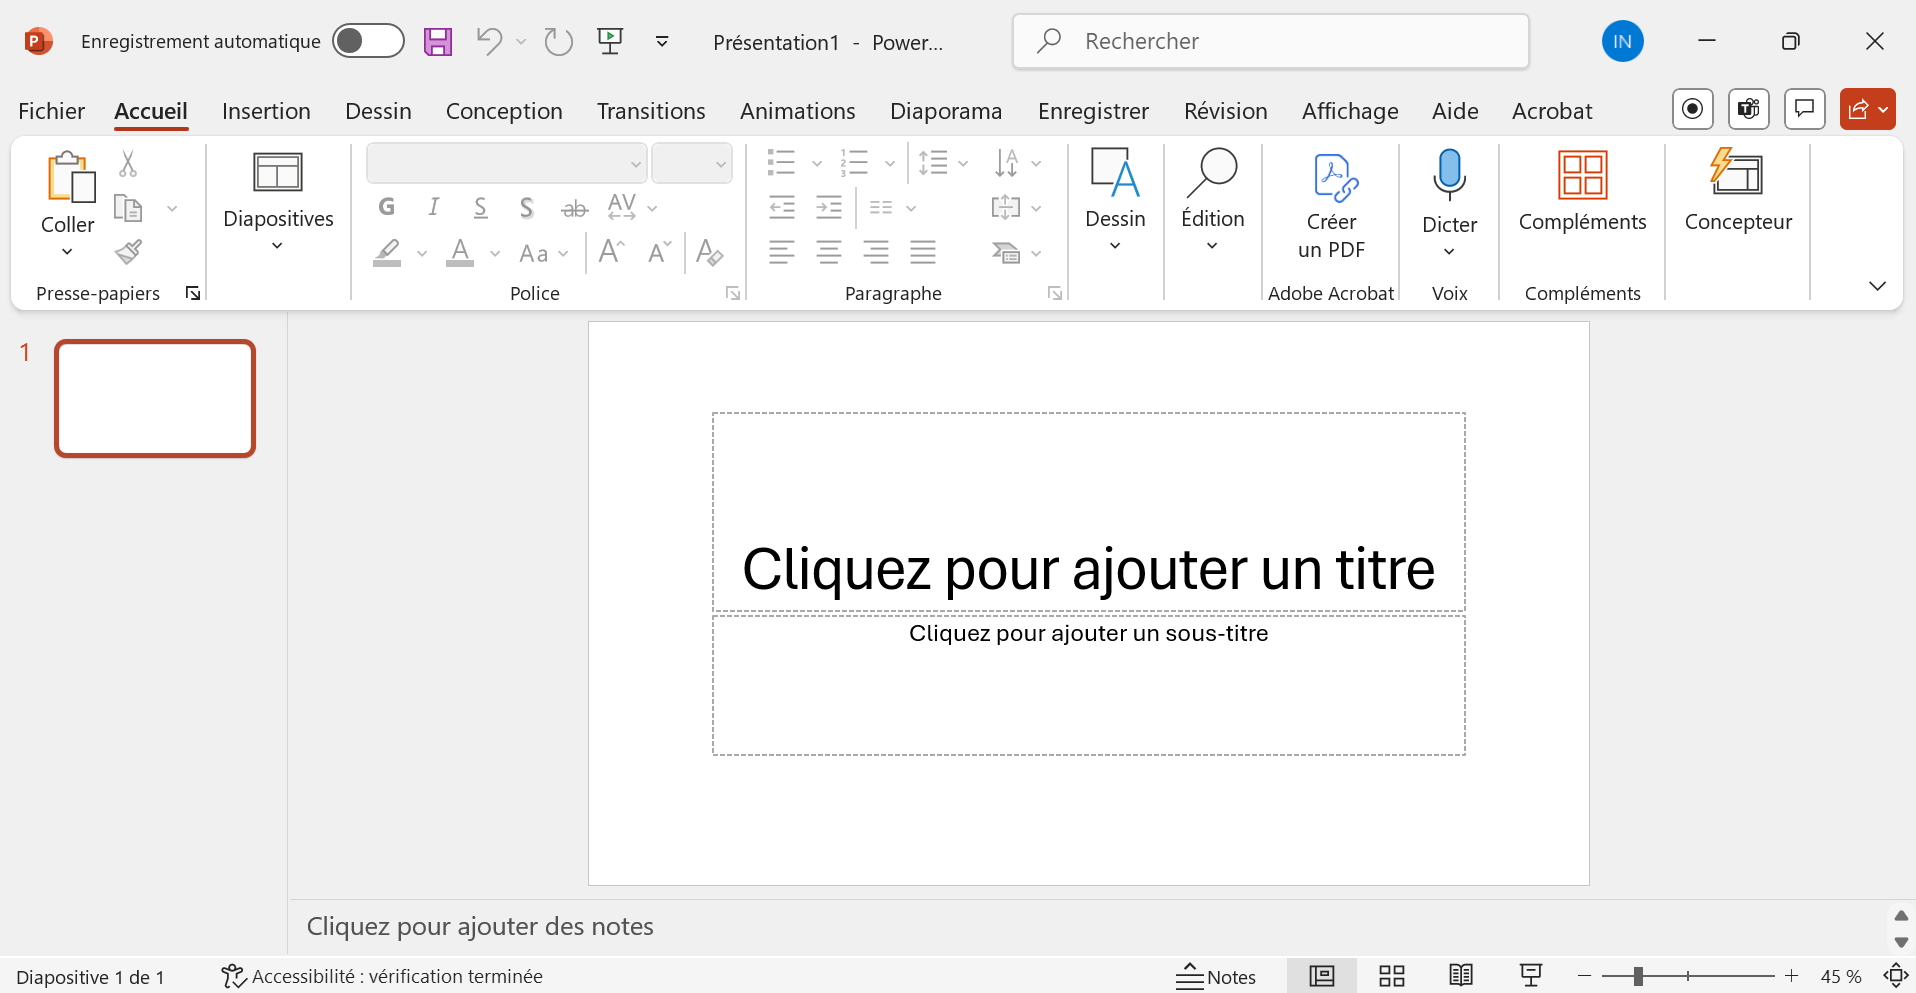 Enregistrement automatique
Présentation1 - Power...
Rechercher
IN
Fichier Accueil Insertion Dessin Conception Transitions Animations Diaporama Enregistrer Révision Affichage Aide Acrobat
Coller
Presse-papiers
Diapositives
G I S S ab AV
A Aa A A A
Police
Paragraphe
Dessin
Édition
Créer
un PDF
Adobe Acrobat
Dicter
Voix
Compléments
Compléments
Concepteur
1
Cliquez pour ajouter un titre
Cliquez pour ajouter un sous-titre
Cliquez pour ajouter des notes
Diapositive 1 de 1
Accessibilité : vérification terminée
Notes
45 %